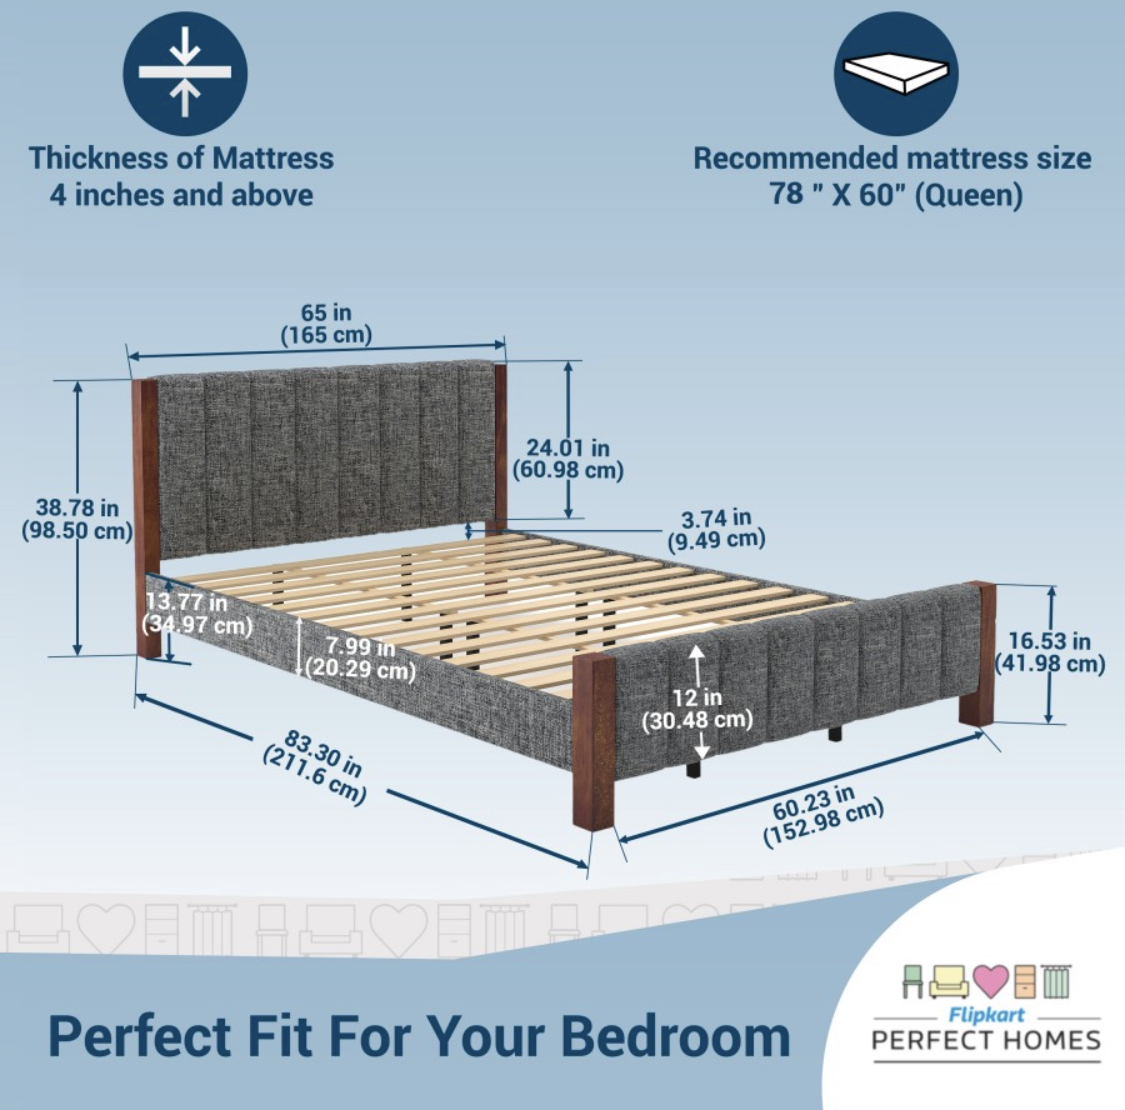 Thickness of Mattress
4 inches and above
Recommended mattress size
78 " X 60" (Queen)
65 in
(165 cm)
24.01 in
(60.98 cm)
38.78 in
(98.50 cm)
3.74 in
(9.49 cm)
13.77 in
(34.97 cm)
7.99 in
(20.29 cm)
16.53 in
(41.98 cm)
12 in
(30.48 cm)
83.30 in
(211.6 cm)
60.23 in
(152.98 cm)
Perfect Fit For Your Bedroom
Flipkart
PERFECT HOMES